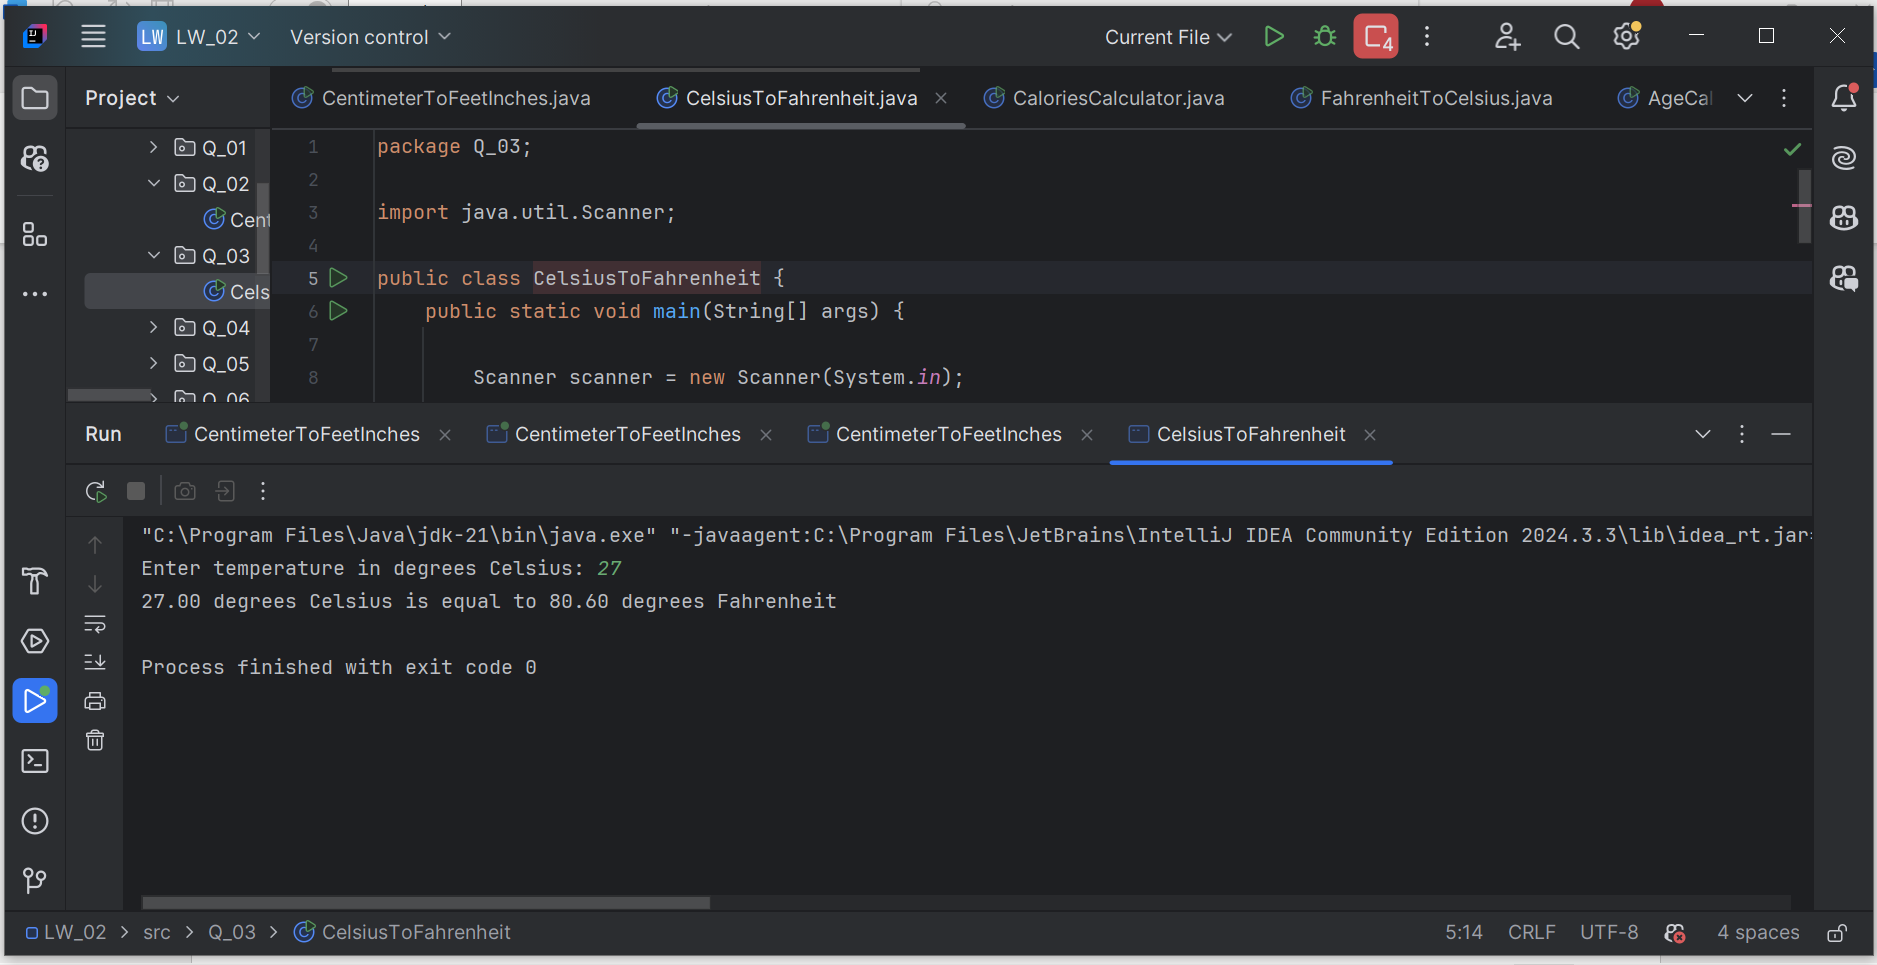 LW LW_02 Version control Current File 4
Project
CentimeterToFeetInches.java CelsiusToFahrenheit.java CaloriesCalculator.java FahrenheitToCelsius.java AgeCal
Q_01
Q_02
Cent
Q_03
Cels
Q_04
Q_05
Q_06
1 package Q_03;
2
3 import java.util.Scanner;
4
5 public class CelsiusToFahrenheit {
6 public static void main(String[] args) {
7
8 Scanner scanner = new Scanner(System.in);
Run CentimeterToFeetInches CentimeterToFeetInches CentimeterToFeetInches CelsiusToFahrenheit
"C:\Program Files\Java\jdk-21\bin\java.exe" "-javaagent:C:\Program Files\JetBrains\IntelliJ IDEA Community Edition 2024.3.3\lib\idea_rt.jar=
Enter temperature in degrees Celsius: 27
27.00 degrees Celsius is equal to 80.60 degrees Fahrenheit
Process finished with exit code 0
LW_02 > src > Q_03 > CelsiusToFahrenheit 5:14 CRLF UTF-8 4 spaces